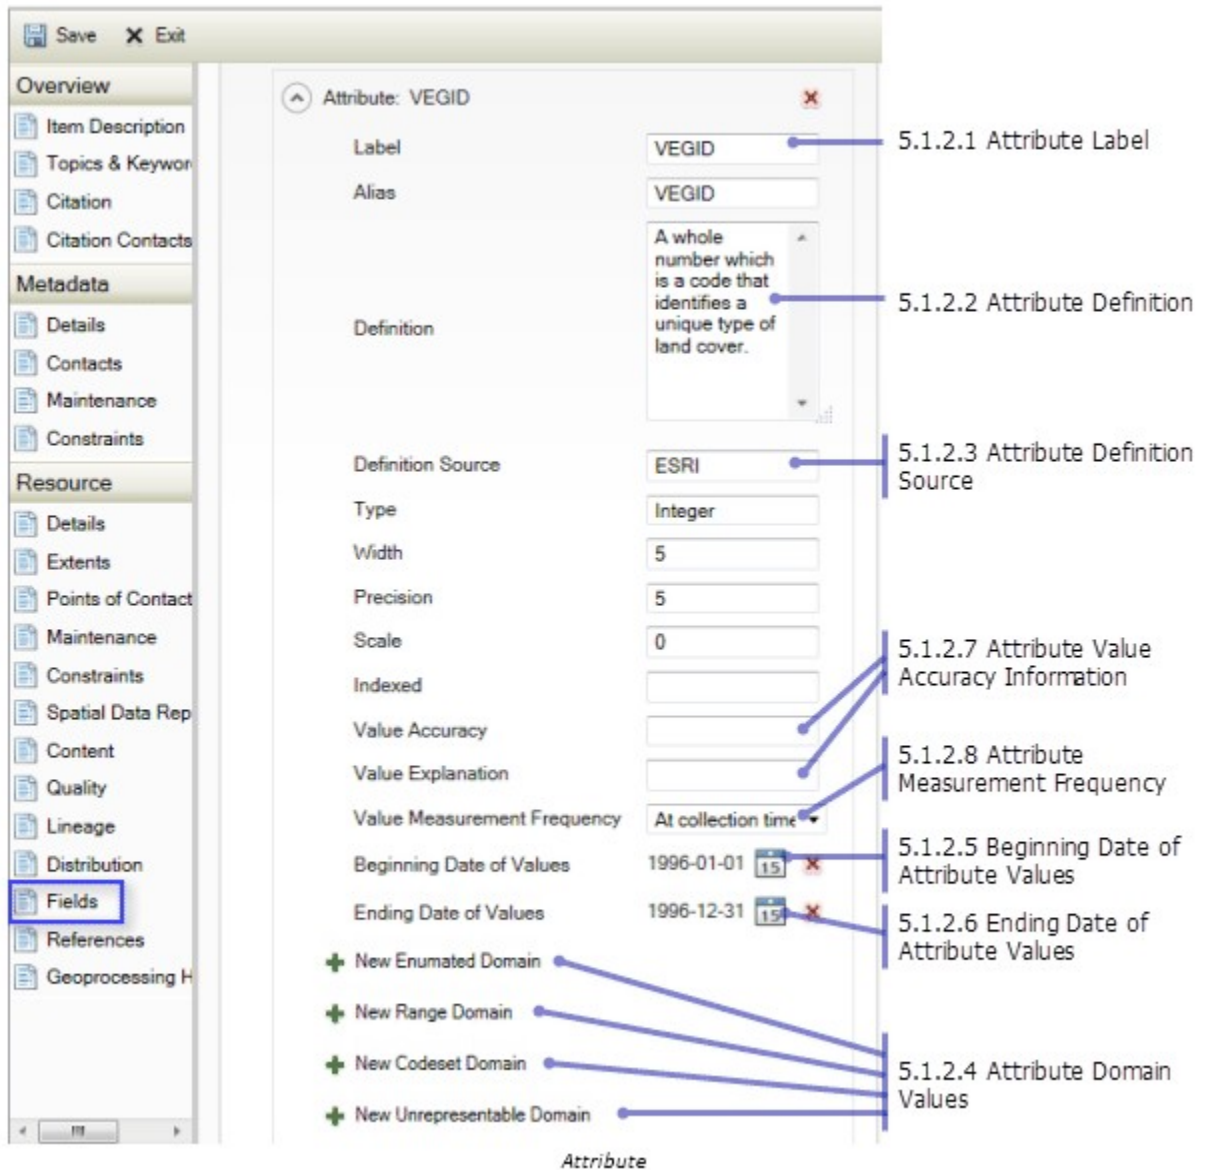 Save Exit
Overview
Item Description
Topics & Keywor
Citation
Citation Contacts
Metadata
Details
Contacts
Maintenance
Constraints
Resource
Details
Extents
Points of Contact
Maintenance
Constraints
Spatial Data Rep
Content
Quality
Lineage
Distribution
Fields
References
Geoprocessing H
Attribute: VEGID
Label VEGID
Alias VEGID
Definition
A whole
number which
is a code that
identifies a
unique type of
land cover.
Definition Source ESRI
Type Integer
Width 5
Precision 5
Scale 0
Indexed
Value Accuracy
Value Explanation
Value Measurement Frequency At collection time
Beginning Date of Values 1996-01-01 15
Ending Date of Values 1996-12-31 15
New Enumated Domain
New Range Domain
New Codeset Domain
New Unrepresentable Domain
5.1.2.1 Attribute Label
5.1.2.2 Attribute Definition
5.1.2.3 Attribute Definition
Source
5.1.2.7 Attribute Value
Accuracy Information
5.1.2.8 Attribute
Measurement Frequency
5.1.2.5 Beginning Date of
Attribute Values
5.1.2.6 Ending Date of
Attribute Values
5.1.2.4 Attribute Domain
Values
Attribute